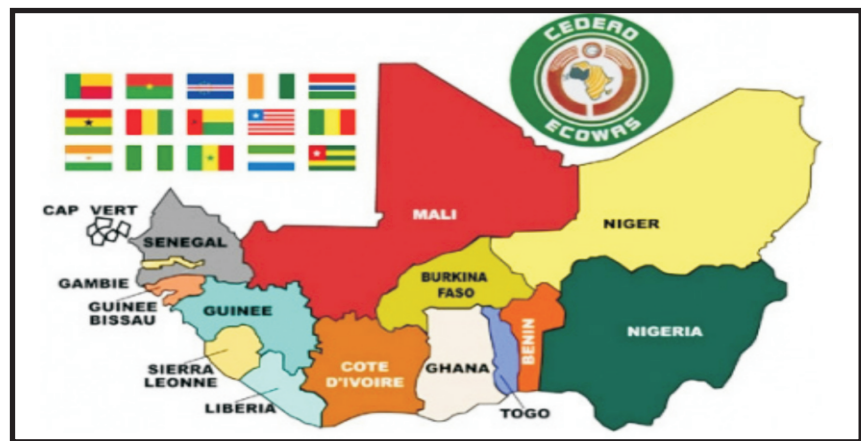 CEDEAO
ECOWAS
MALI
NIGER
CAP VERT
SENEGAL
GAMBIE
GUINEE
BISSAU
GUINEE
BURKINA
FASO
NIGERIA
BENIN
SIERRA
LEONNE
COTE
D'IVOIRE
GHANA
LIBERIA
TOGO